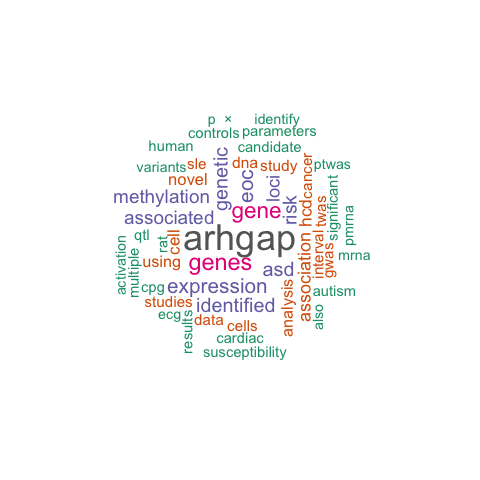 p × identify
controls parameters
human candidate
variants sle dna study ptwas
novel genetic eoc loci hcdcancer
methylation gene risk twas significant
associated
arhgap
qtl rat cell association interval gwas pmrna
activation multiple using genes asd mrna
cpg expression analysis autism
studies identified also
ecg results data cells
cardiac
susceptibility